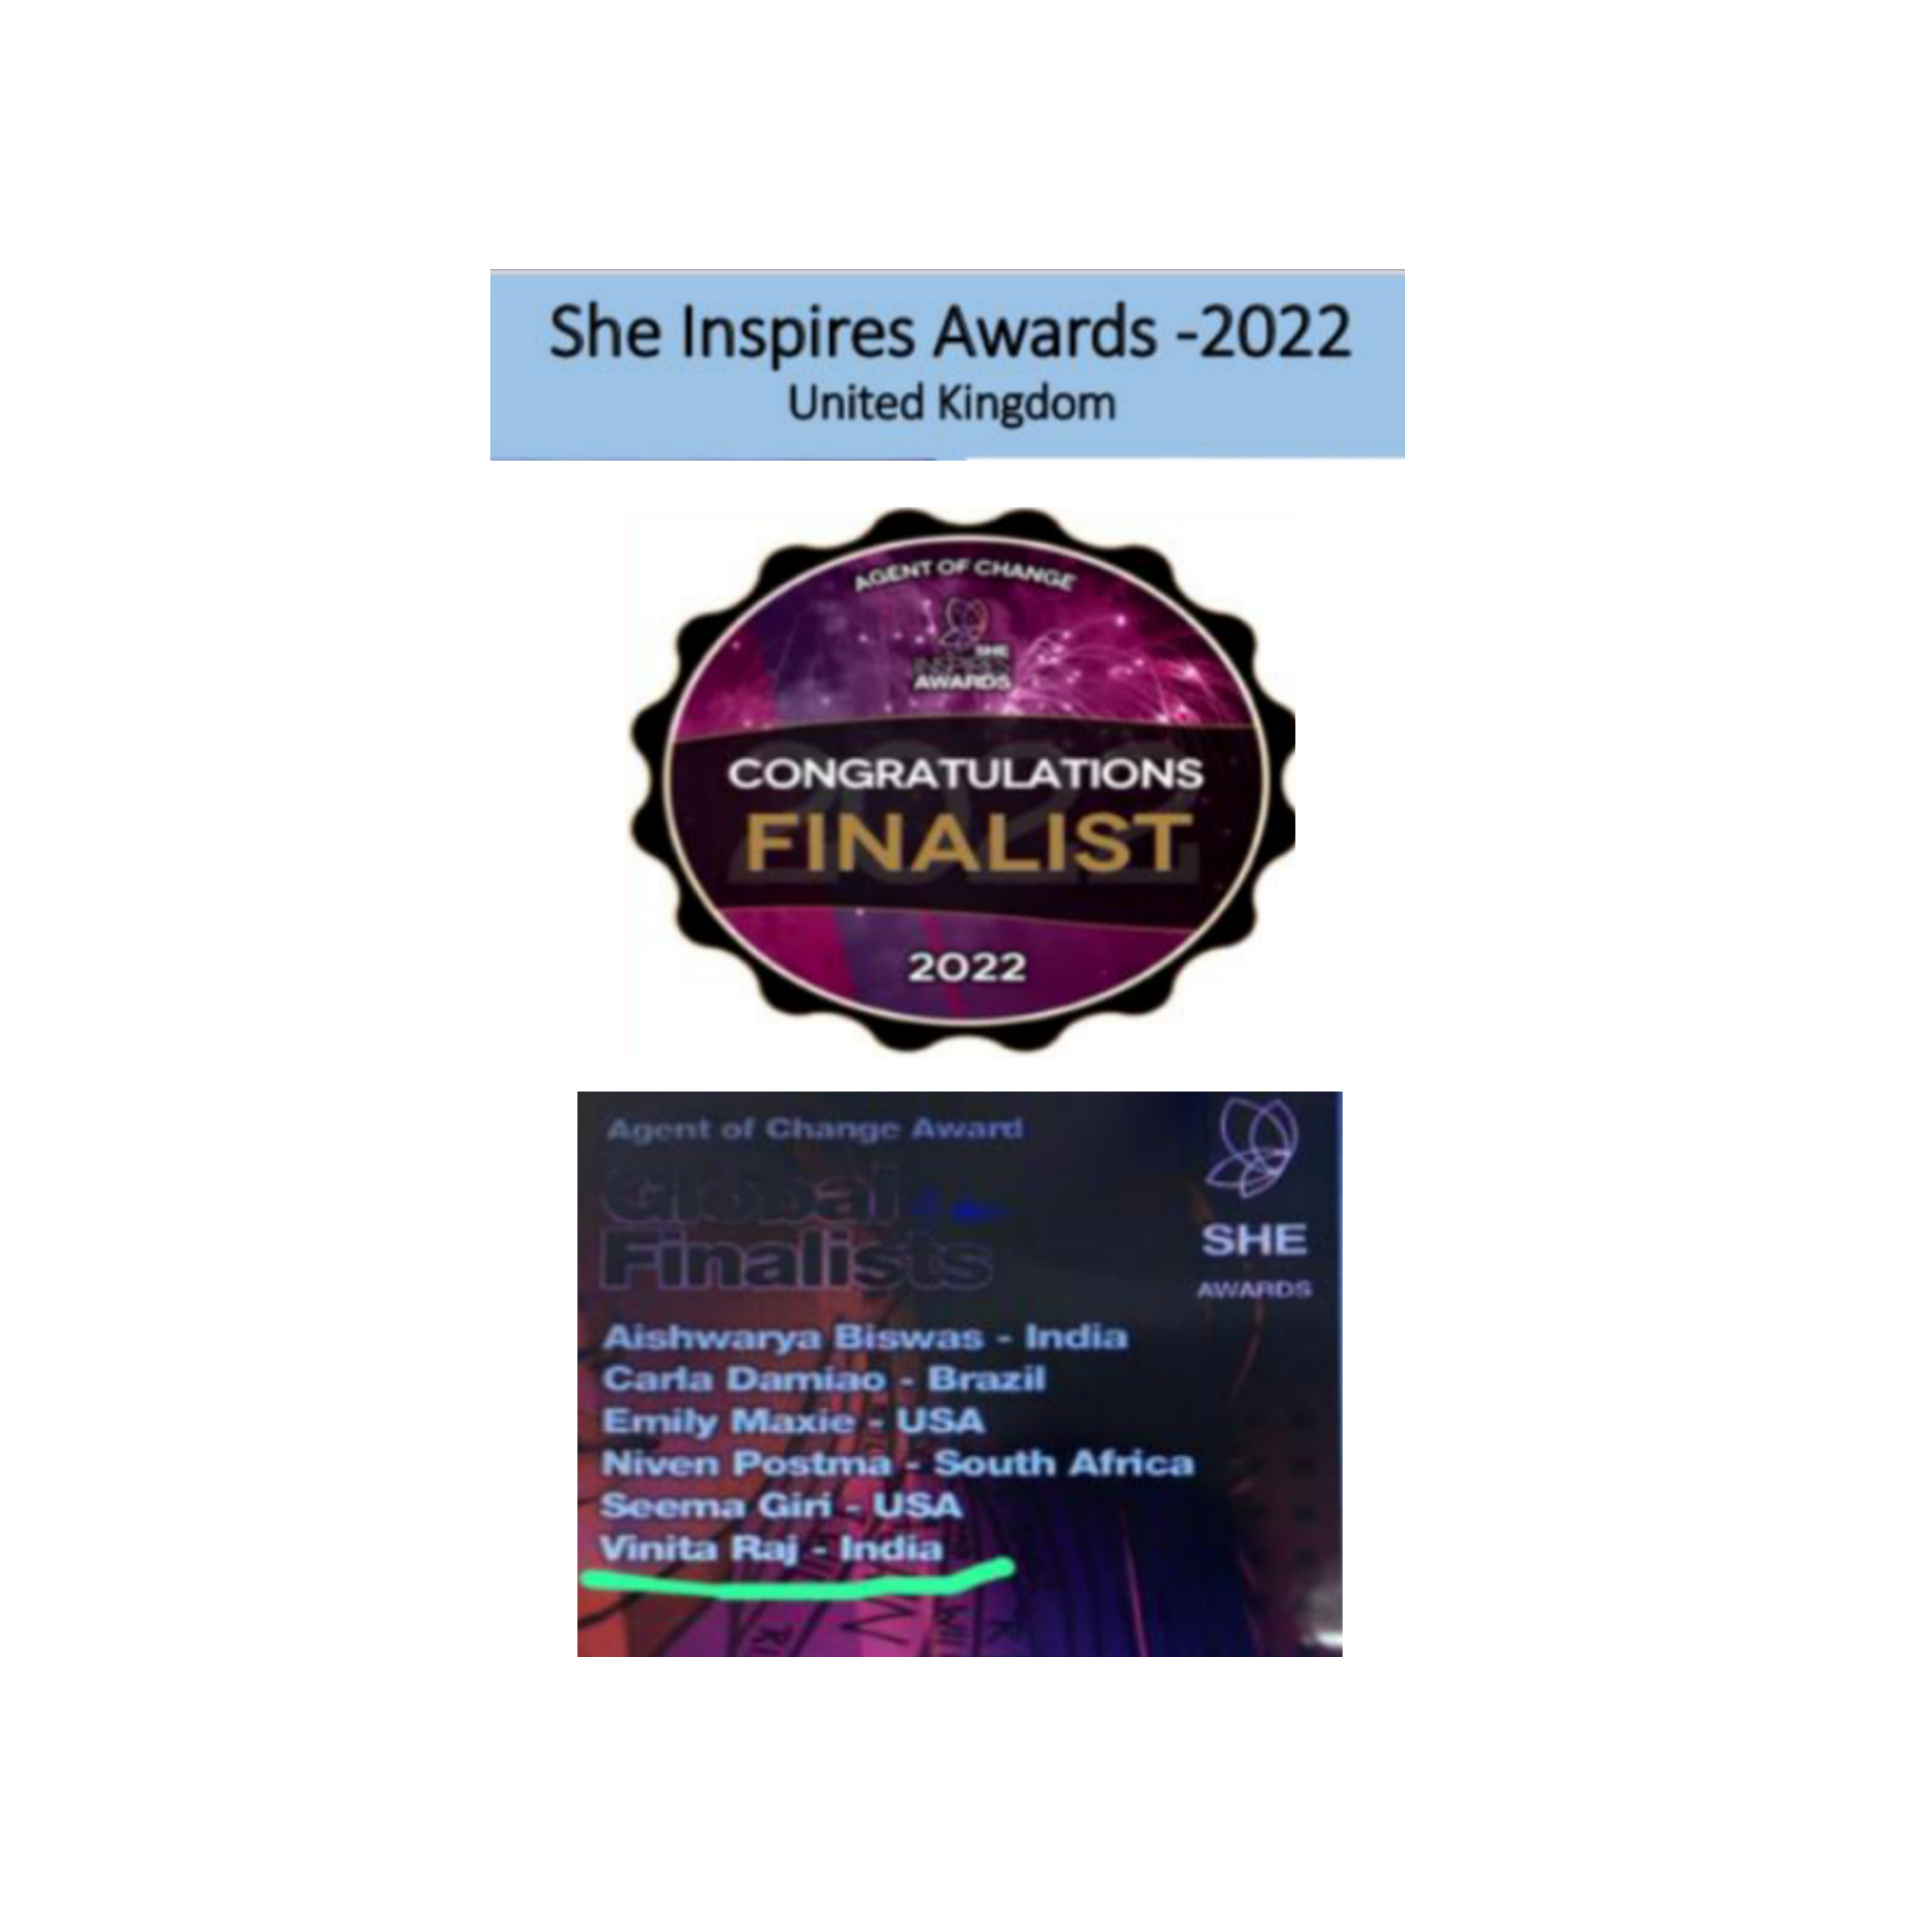 She Inspires Awards -2022
United Kingdom
AGENT OF CHANGE
SHE
INSPIRES
AWARDS
CONGRATULATIONS
FINALIST
2022
Agent of Change Award
Global
Finalists
SHE
AWARDS
Aishwarya Biswas - India
Carla Damiao - Brazil
Emily Maxie - USA
Niven Postma - South Africa
Seema Giri - USA
Vinita Raj - India